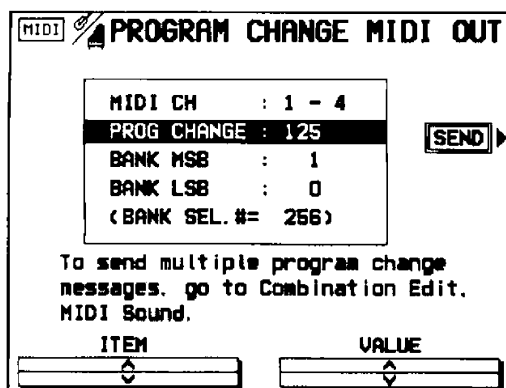 MIDI PROGRAM CHANGE MIDI OUT
MIDI CH : 1 - 4
PROG CHANGE : 125
BANK MSB : 1
BANK LSB : 0
(BANK SEL.#= 256)
SEND
To send multiple program change
messages, go to Combination Edit,
MIDI Sound.
ITEM VALUE